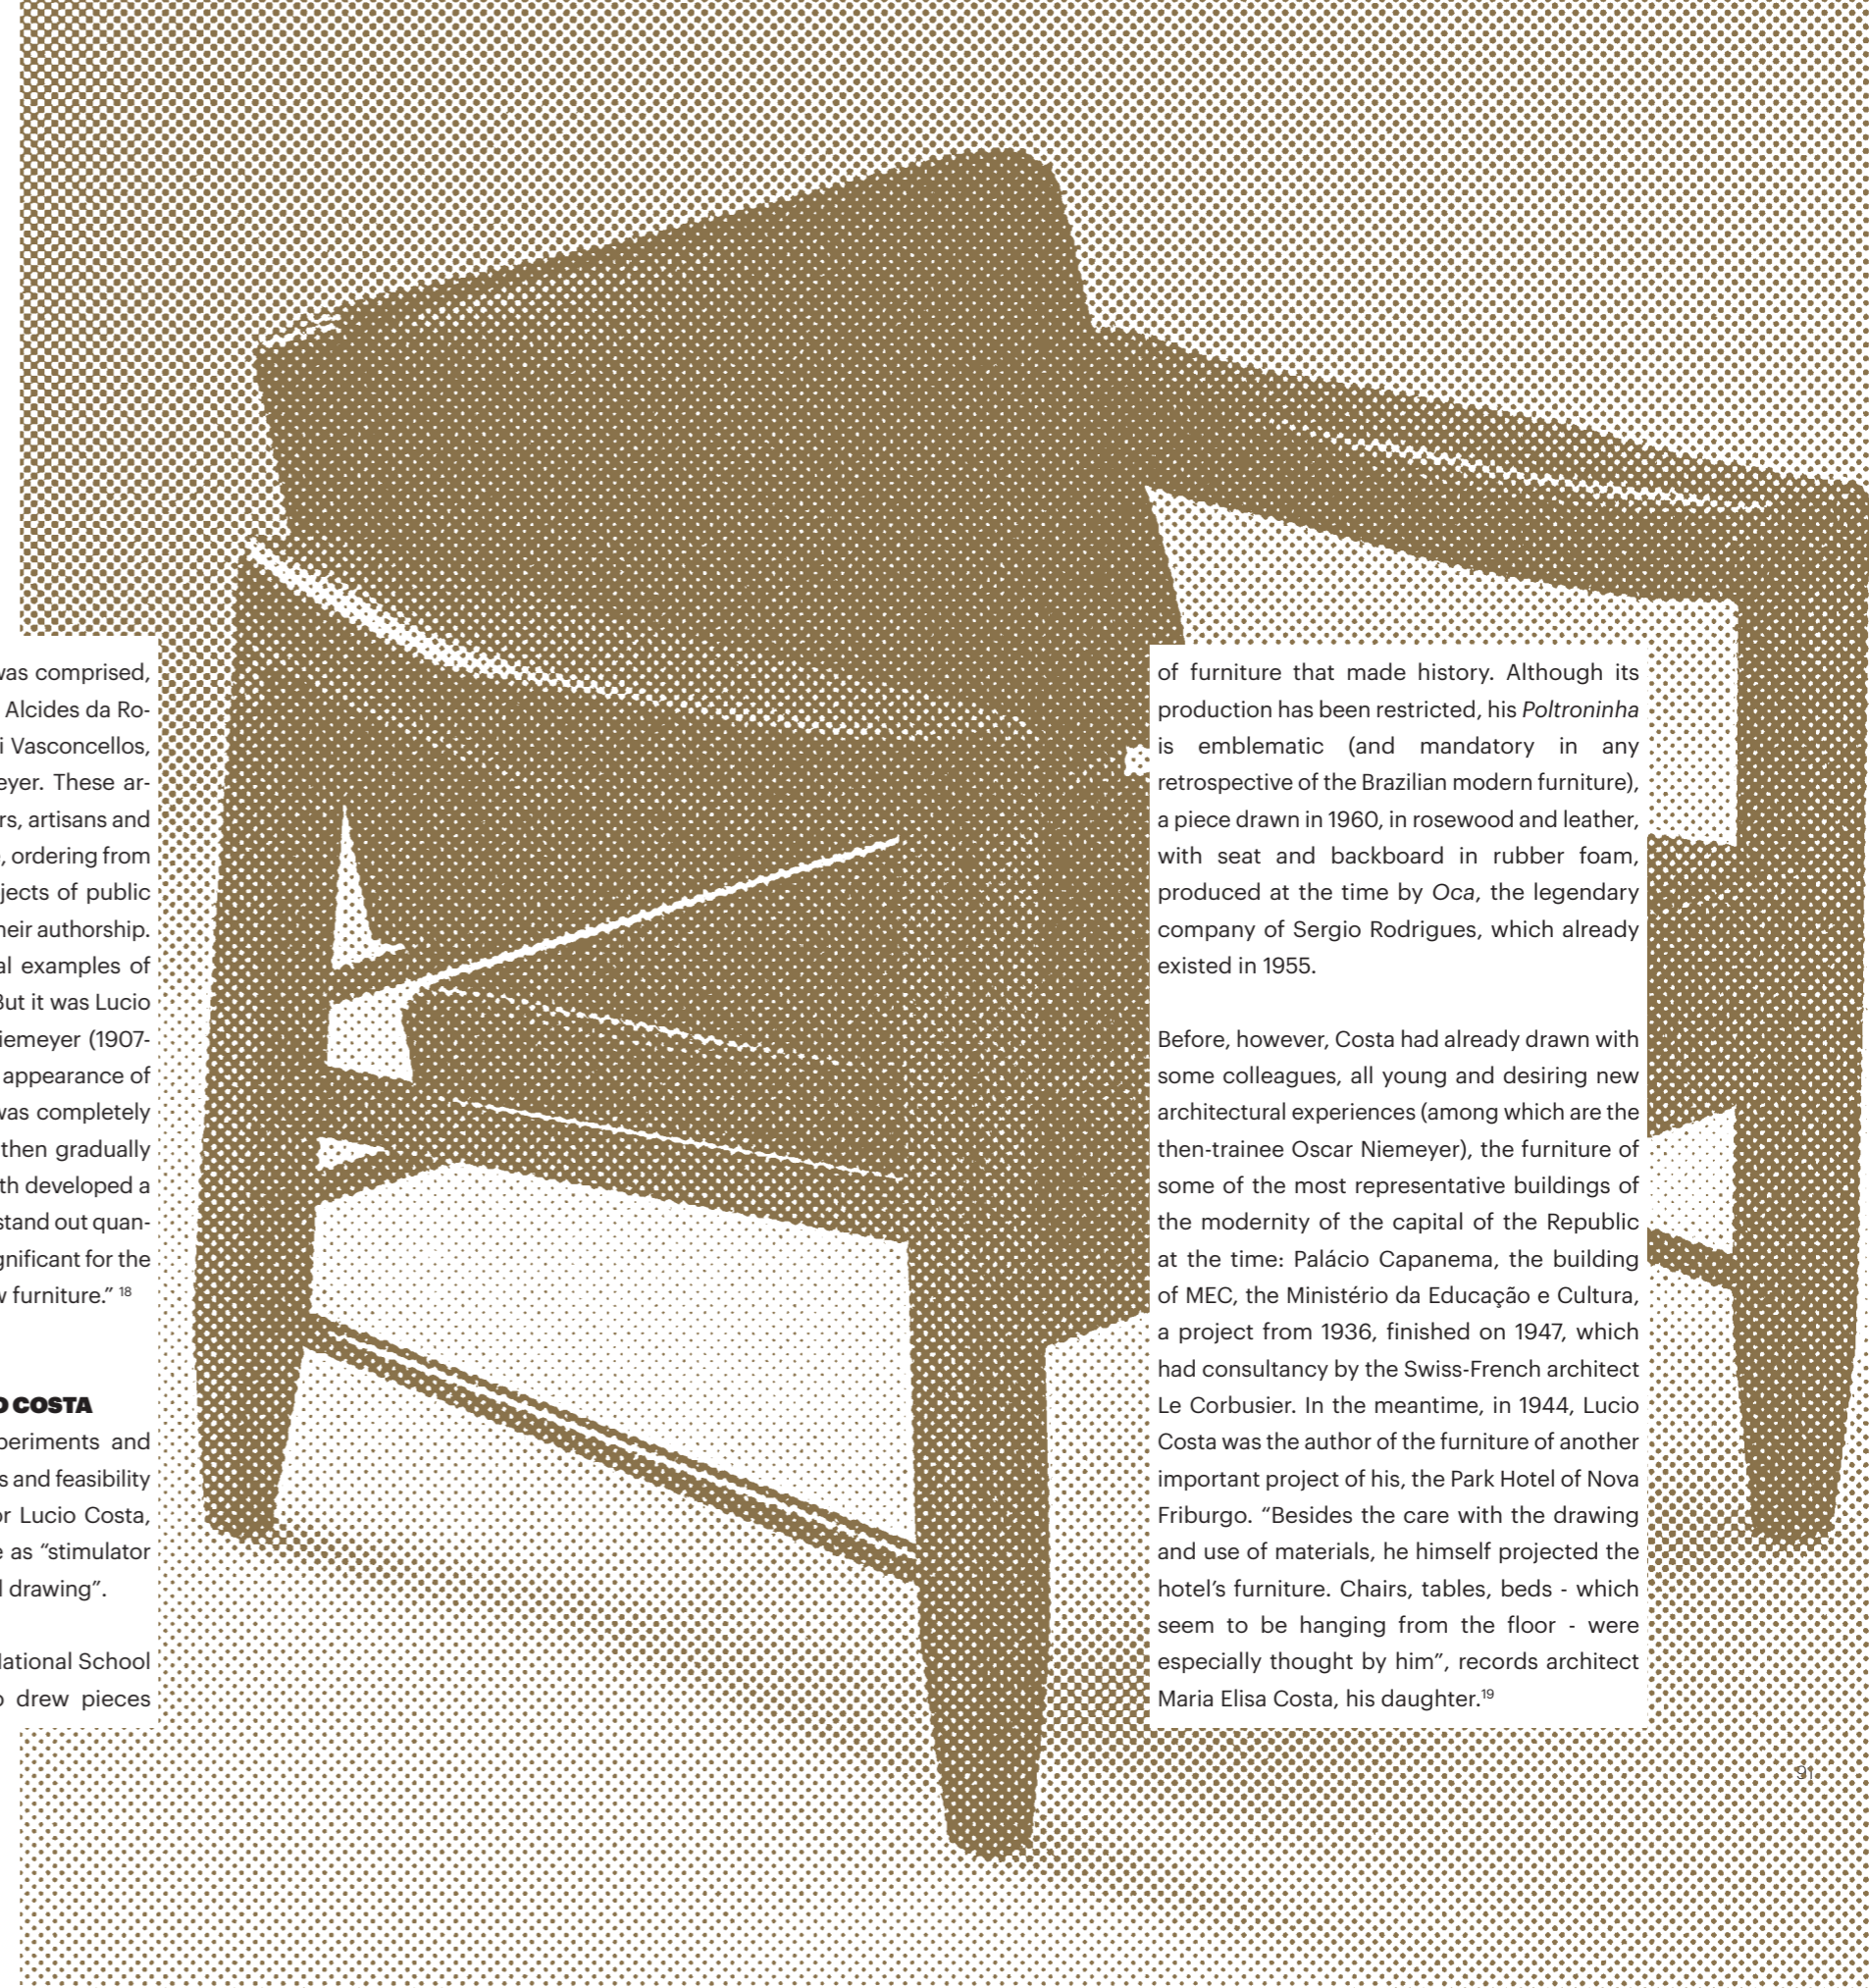 was comprised,
Alcides da Ro-
i Vasconcellos,
eyer. These ar-
rs, artisans and
, ordering from
jects of public
heir authorship.
al examples of
But it was Lucio
iemeyer (1907-
appearance of
was completely
then gradually
th developed a
stand out quan-
gnificant for the
w furniture.” 18
O COSTA
periments and
s and feasibility
or Lucio Costa,
e as “stimulator
l drawing”.
National School
o drew pieces
of furniture that made history. Although its
production has been restricted, his Poltroninha
is emblematic (and mandatory in any
retrospective of the Brazilian modern furniture),
a piece drawn in 1960, in rosewood and leather,
with seat and backboard in rubber foam,
produced at the time by Oca, the legendary
company of Sergio Rodrigues, which already
existed in 1955.
Before, however, Costa had already drawn with
some colleagues, all young and desiring new
architectural experiences (among which are the
then-trainee Oscar Niemeyer), the furniture of
some of the most representative buildings of
the modernity of the capital of the Republic
at the time: Palácio Capanema, the building
of MEC, the Ministério da Educação e Cultura,
a project from 1936, finished on 1947, which
had consultancy by the Swiss-French architect
Le Corbusier. In the meantime, in 1944, Lucio
Costa was the author of the furniture of another
important project of his, the Park Hotel of Nova
Friburgo. “Besides the care with the drawing
and use of materials, he himself projected the
hotel’s furniture. Chairs, tables, beds - which
seem to be hanging from the floor - were
especially thought by him”, records architect
Maria Elisa Costa, his daughter.19
91